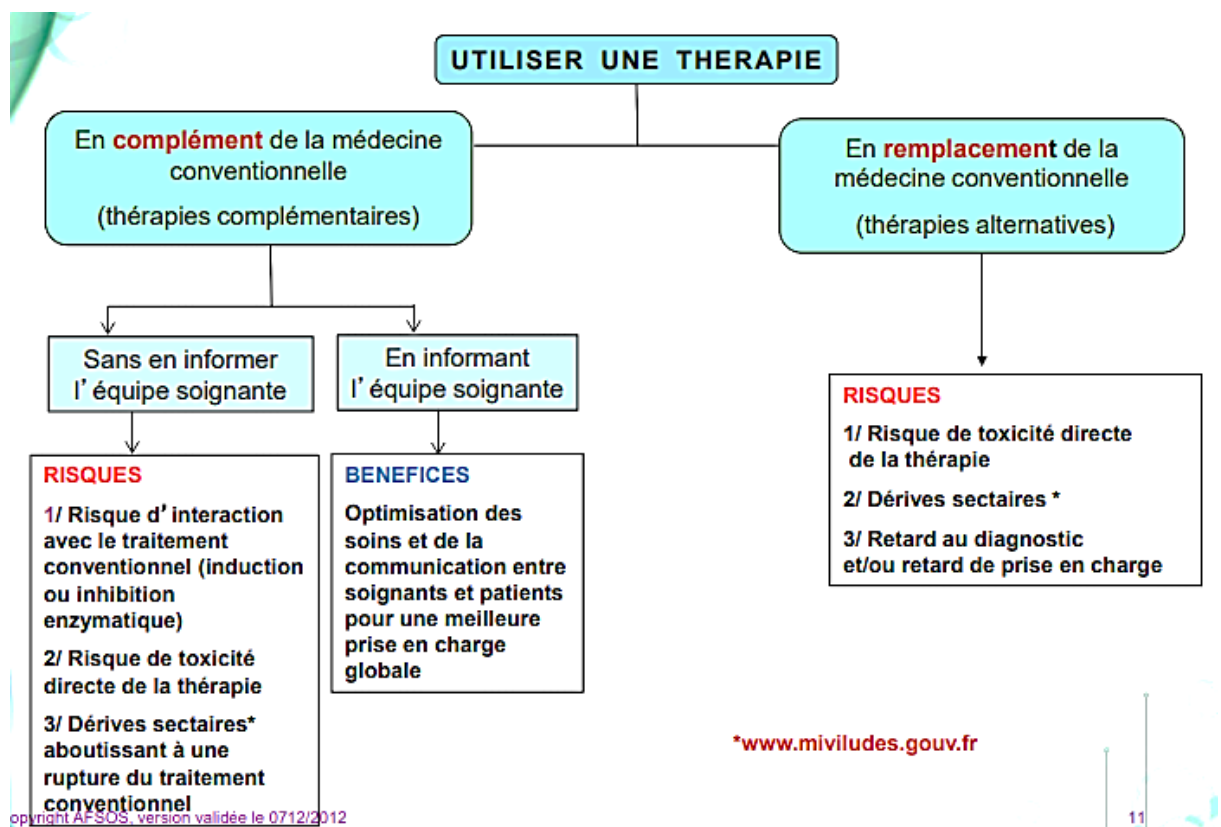 UTILISER UNE THERAPIE
En complément de la médecine
conventionnelle
(thérapies complémentaires)
En remplacement de la
médecine conventionnelle
(thérapies alternatives)
Sans en informer
l'équipe soignante
En informant
l'équipe soignante
RISQUES
1/ Risque d'interaction
avec le traitement
conventionnel (induction
ou inhibition
enzymatique)
2/ Risque de toxicité
directe de la thérapie
3/ Dérives sectaires*
aboutissant à une
rupture du traitement
conventionnel
BENEFICES
Optimisation des
soins et de la
communication entre
soignants et patients
pour une meilleure
prise en charge
globale
RISQUES
1/ Risque de toxicité directe
de la thérapie
2/ Dérives sectaires *
3/ Retard au diagnostic
et/ou retard de prise en charge
*www.miviludes.gouv.fr
opyright AFSOS, version validée le 0712/2012
11